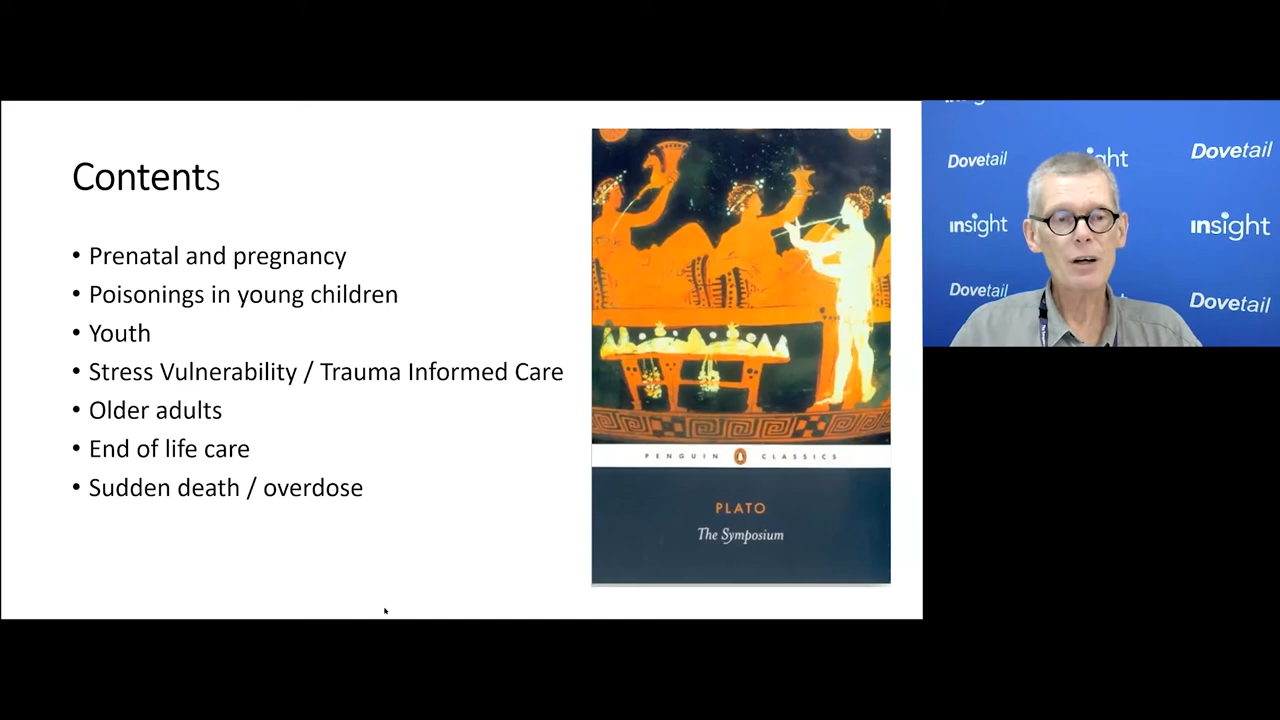 Contents
• Prenatal and pregnancy
• Poisonings in young children
• Youth
• Stress Vulnerability / Trauma Informed Care
• Older adults
• End of life care
• Sudden death / overdose
PENGUIN CLASSICS
PLATO
The Symposium
Dovetail
Dovetail
insight
insight
Dovetail
Dovetail